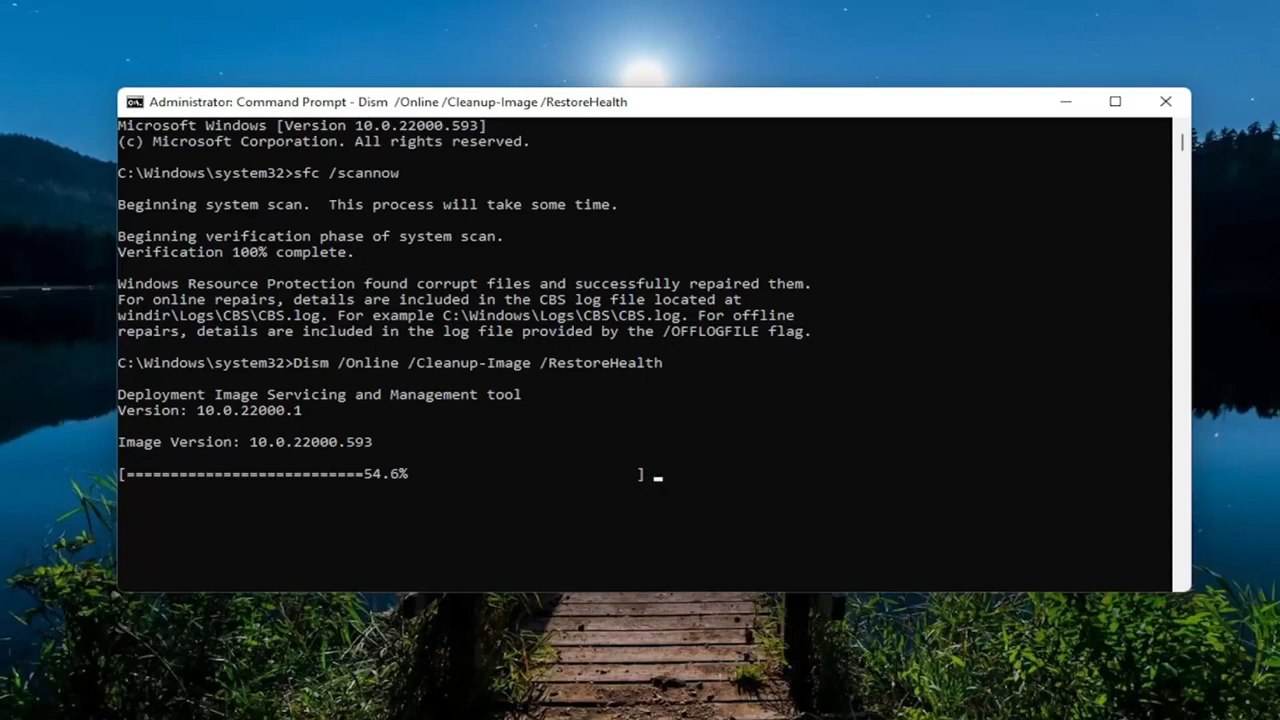 Administrator: Command Prompt - Dism  /Online /Cleanup-Image /RestoreHealth
Microsoft Windows [Version 10.0.22000.593]
(c) Microsoft Corporation. All rights reserved.
C:\Windows\system32>sfc /scannow
Beginning system scan.  This process will take some time.
Beginning verification phase of system scan.
Verification 100% complete.
Windows Resource Protection found corrupt files and successfully repaired them.
For online repairs, details are included in the CBS log file located at
windir\Logs\CBS\CBS.log. For example C:\Windows\Logs\CBS\CBS.log. For offline
repairs, details are included in the log file provided by the /OFFLOGFILE flag.
C:\Windows\system32>Dism /Online /Cleanup-Image /RestoreHealth
Deployment Image Servicing and Management tool
Version: 10.0.22000.1
Image Version: 10.0.22000.593
[===========================54.6%                          ]